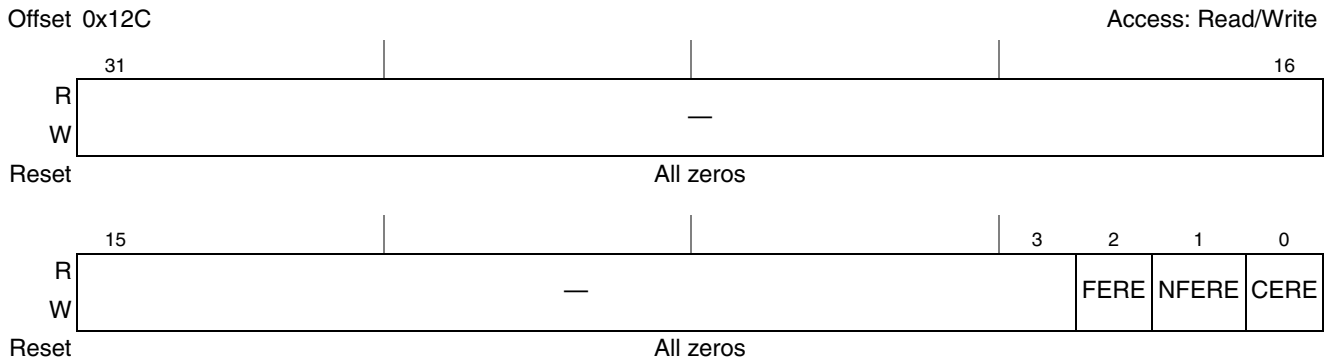 Offset 0x12C Access: Read/Write
31 16
R
—
W
Reset All zeros
15 3 2 1 0
R
— FERE NFERE CERE
W
Reset All zeros